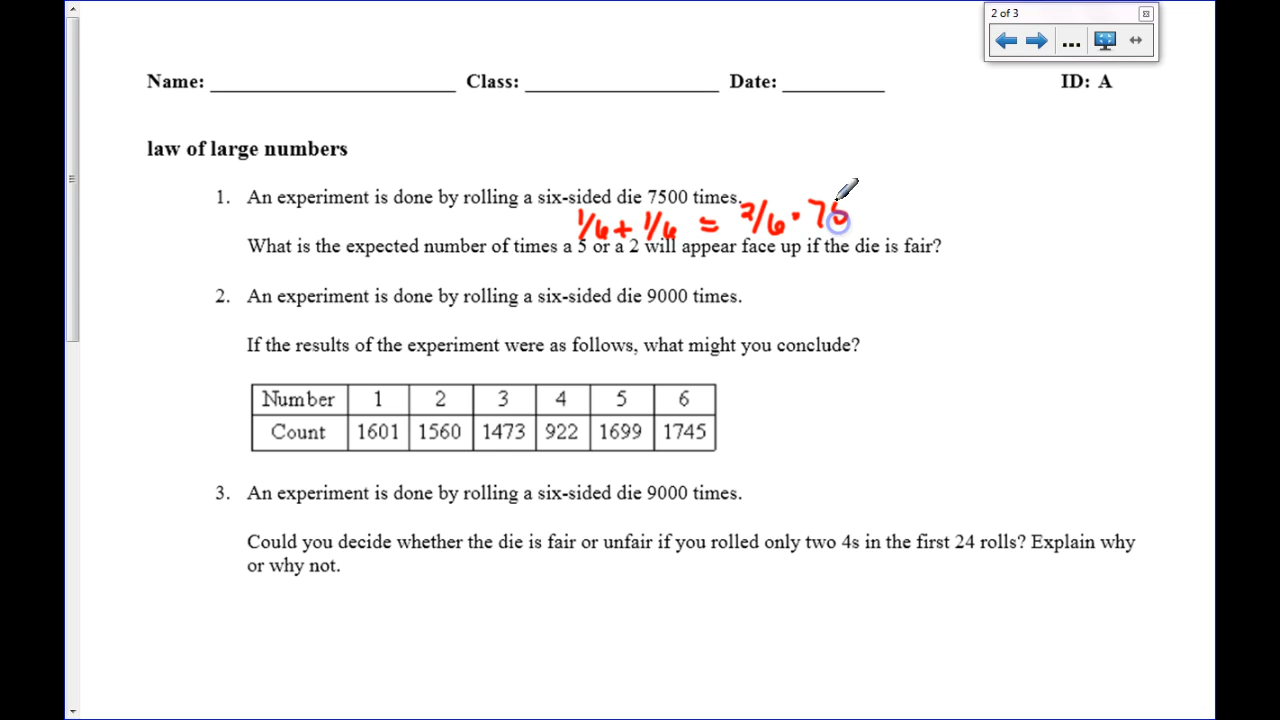 2 of 3
...
Name: ____________ Class: ____________ Date: ____________ ID: A
law of large numbers
1. An experiment is done by rolling a six-sided die 7500 times.
1/6 + 1/6 = 2/6 · 75
What is the expected number of times a 5 or a 2 will appear face up if the die is fair?
2. An experiment is done by rolling a six-sided die 9000 times.
If the results of the experiment were as follows, what might you conclude?
Number 1 2 3 4 5 6
Count 1601 1560 1473 922 1699 1745
3. An experiment is done by rolling a six-sided die 9000 times.
Could you decide whether the die is fair or unfair if you rolled only two 4s in the first 24 rolls? Explain why
or why not.